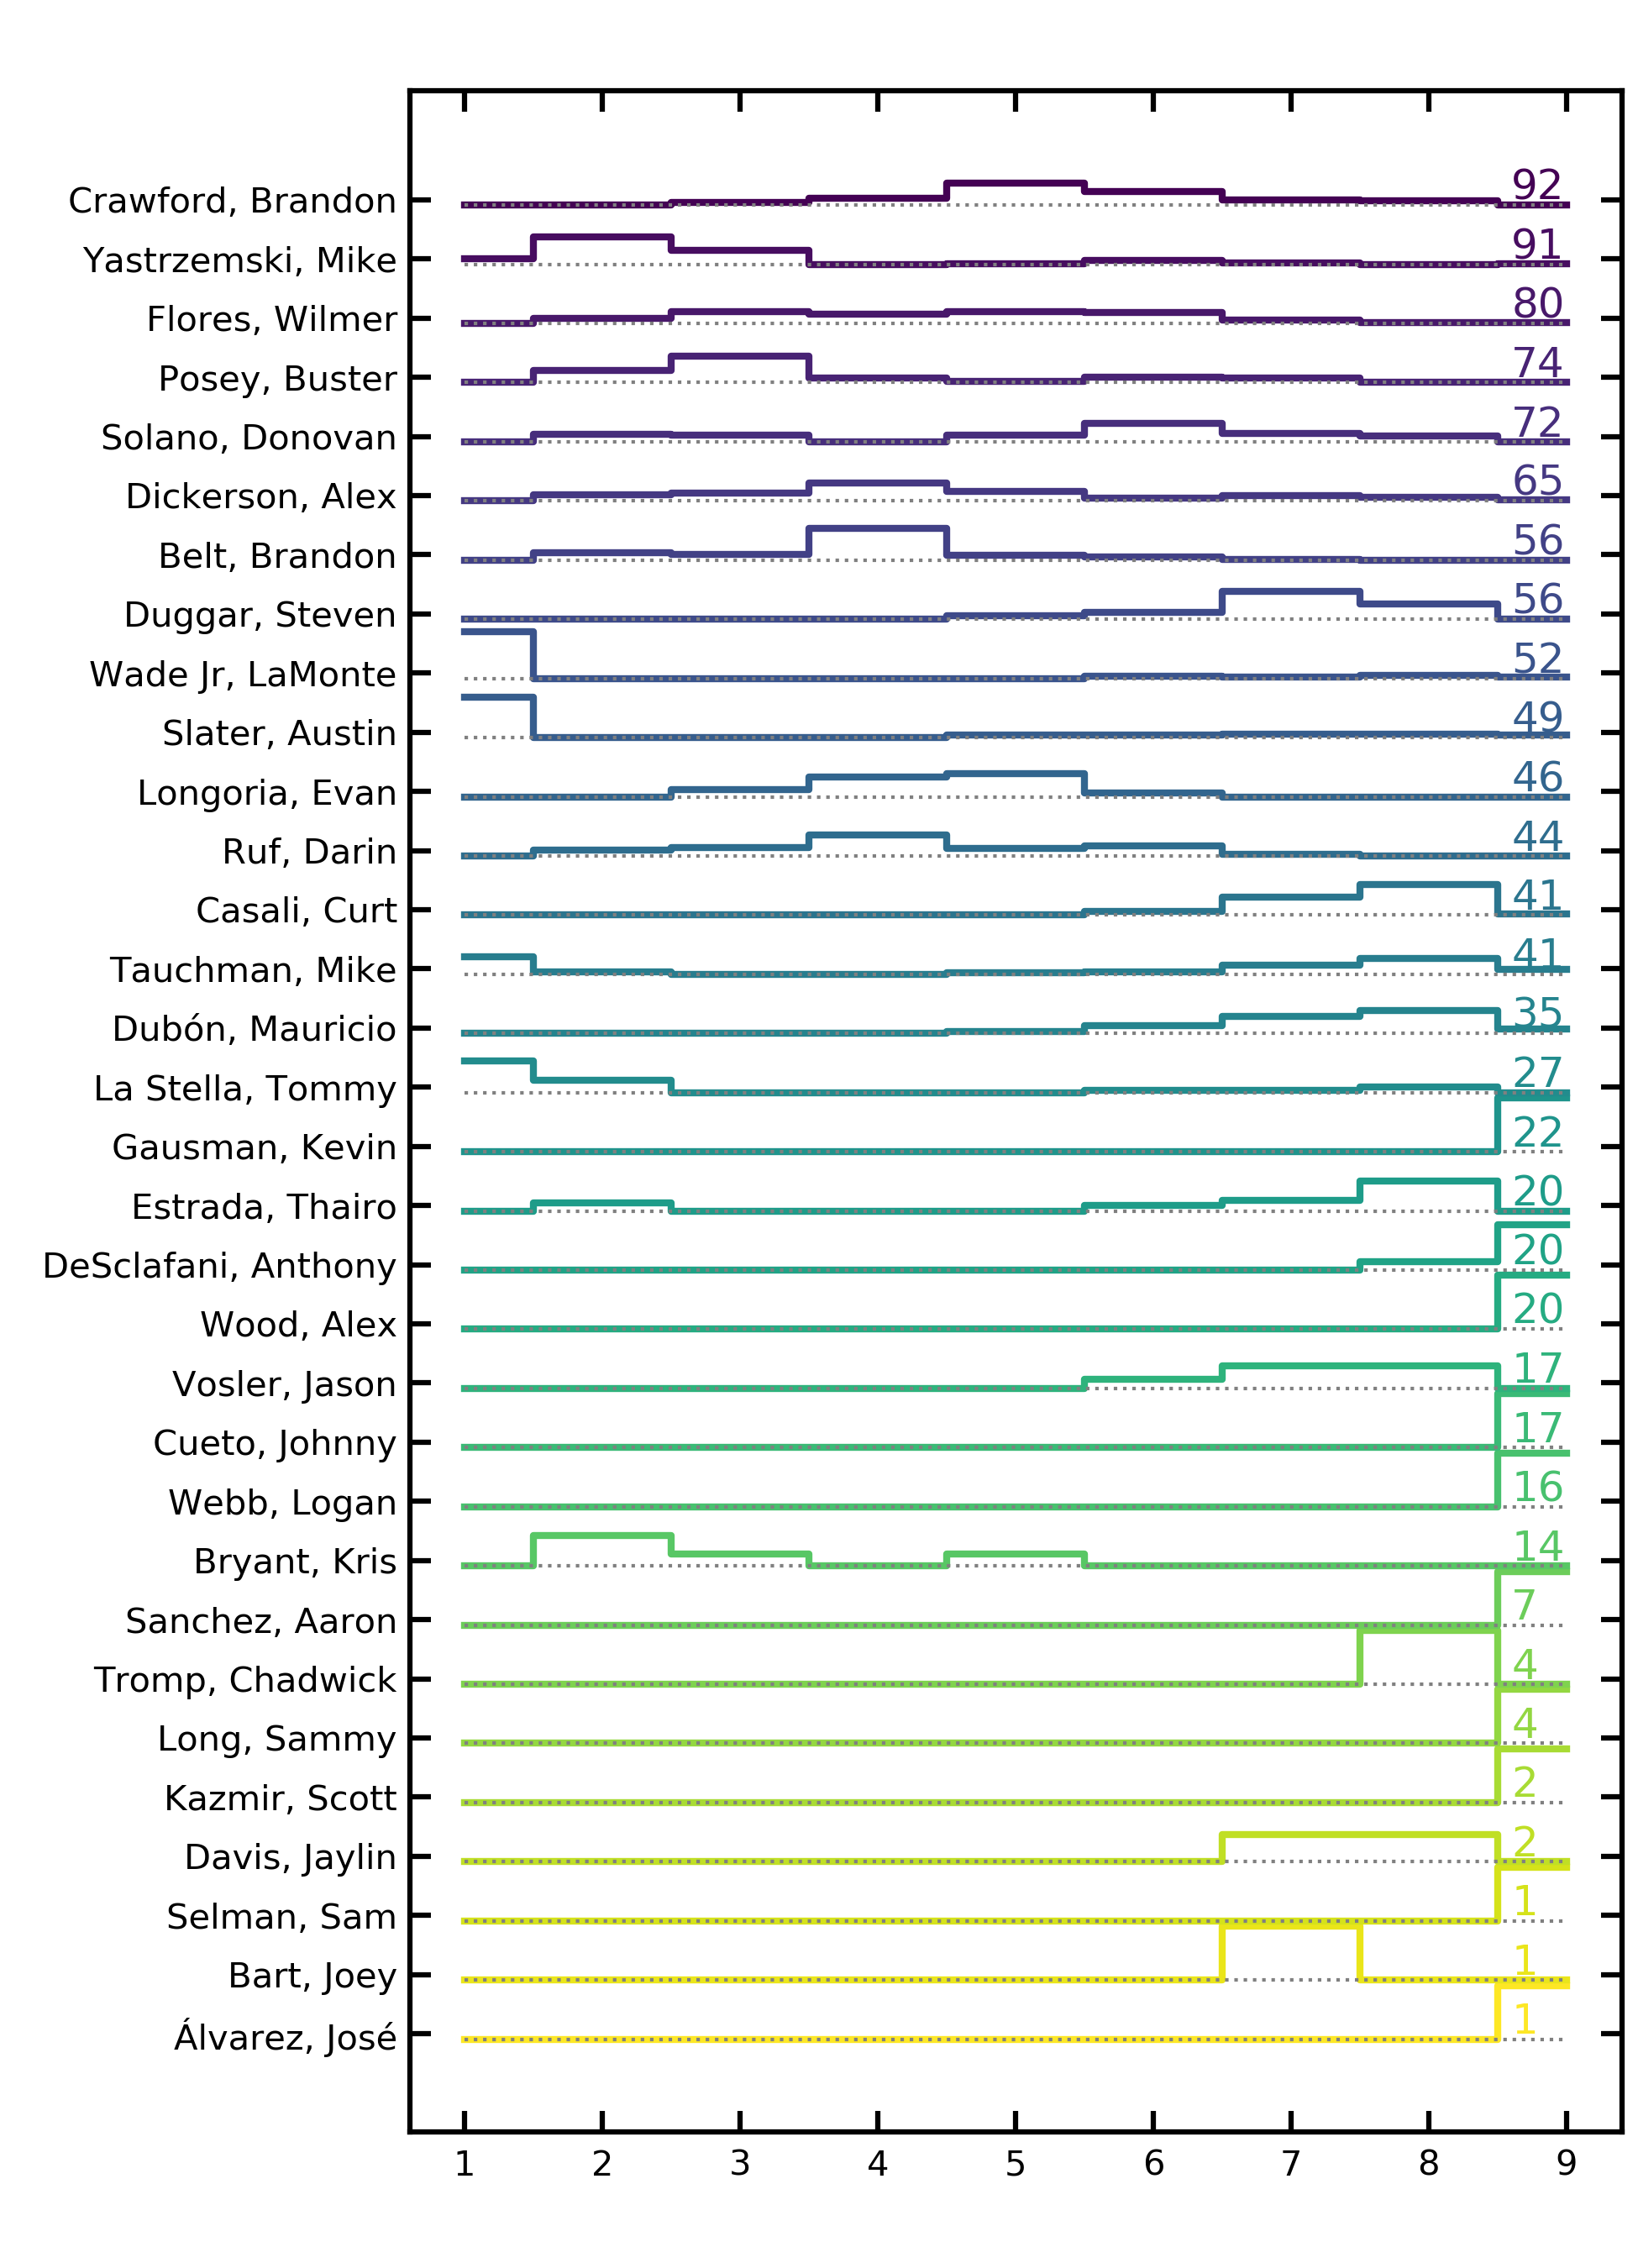 Crawford, Brandon 92
Yastrzemski, Mike 91
Flores, Wilmer 80
Posey, Buster 74
Solano, Donovan 72
Dickerson, Alex 65
Belt, Brandon 56
Duggar, Steven 56
Wade Jr, LaMonte 52
Slater, Austin 49
Longoria, Evan 46
Ruf, Darin 44
Casali, Curt 41
Tauchman, Mike 41
Dubón, Mauricio 35
La Stella, Tommy 27
Gausman, Kevin 22
Estrada, Thairo 20
DeSclafani, Anthony 20
Wood, Alex 20
Vosler, Jason 17
Cueto, Johnny 17
Webb, Logan 16
Bryant, Kris 14
Sanchez, Aaron 7
Tromp, Chadwick 4
Long, Sammy 4
Kazmir, Scott 2
Davis, Jaylin 2
Selman, Sam 1
Bart, Joey 1
Álvarez, José 1
1 2 3 4 5 6 7 8 9